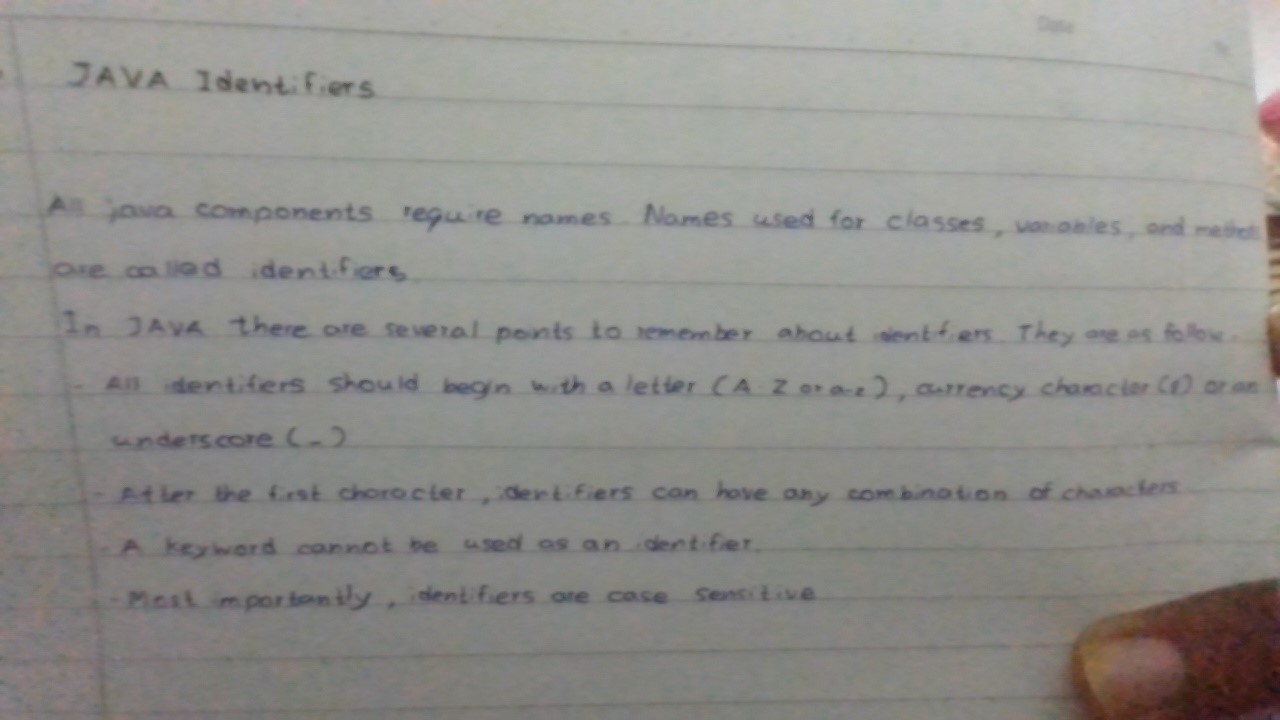 Date
JAVA Identifiers
All java components require names. Names used for classes, variables, and methods
are called identifiers
In JAVA there are several points to remember about identifiers. They are as follow.
- All identifiers should begin with a letter (A-Z or a-z), currency character ($) or an
underscore (_)
- After the first character, identifiers can have any combination of characters
- A keyword cannot be used as an identifier.
- Most importantly, identifiers are case sensitive